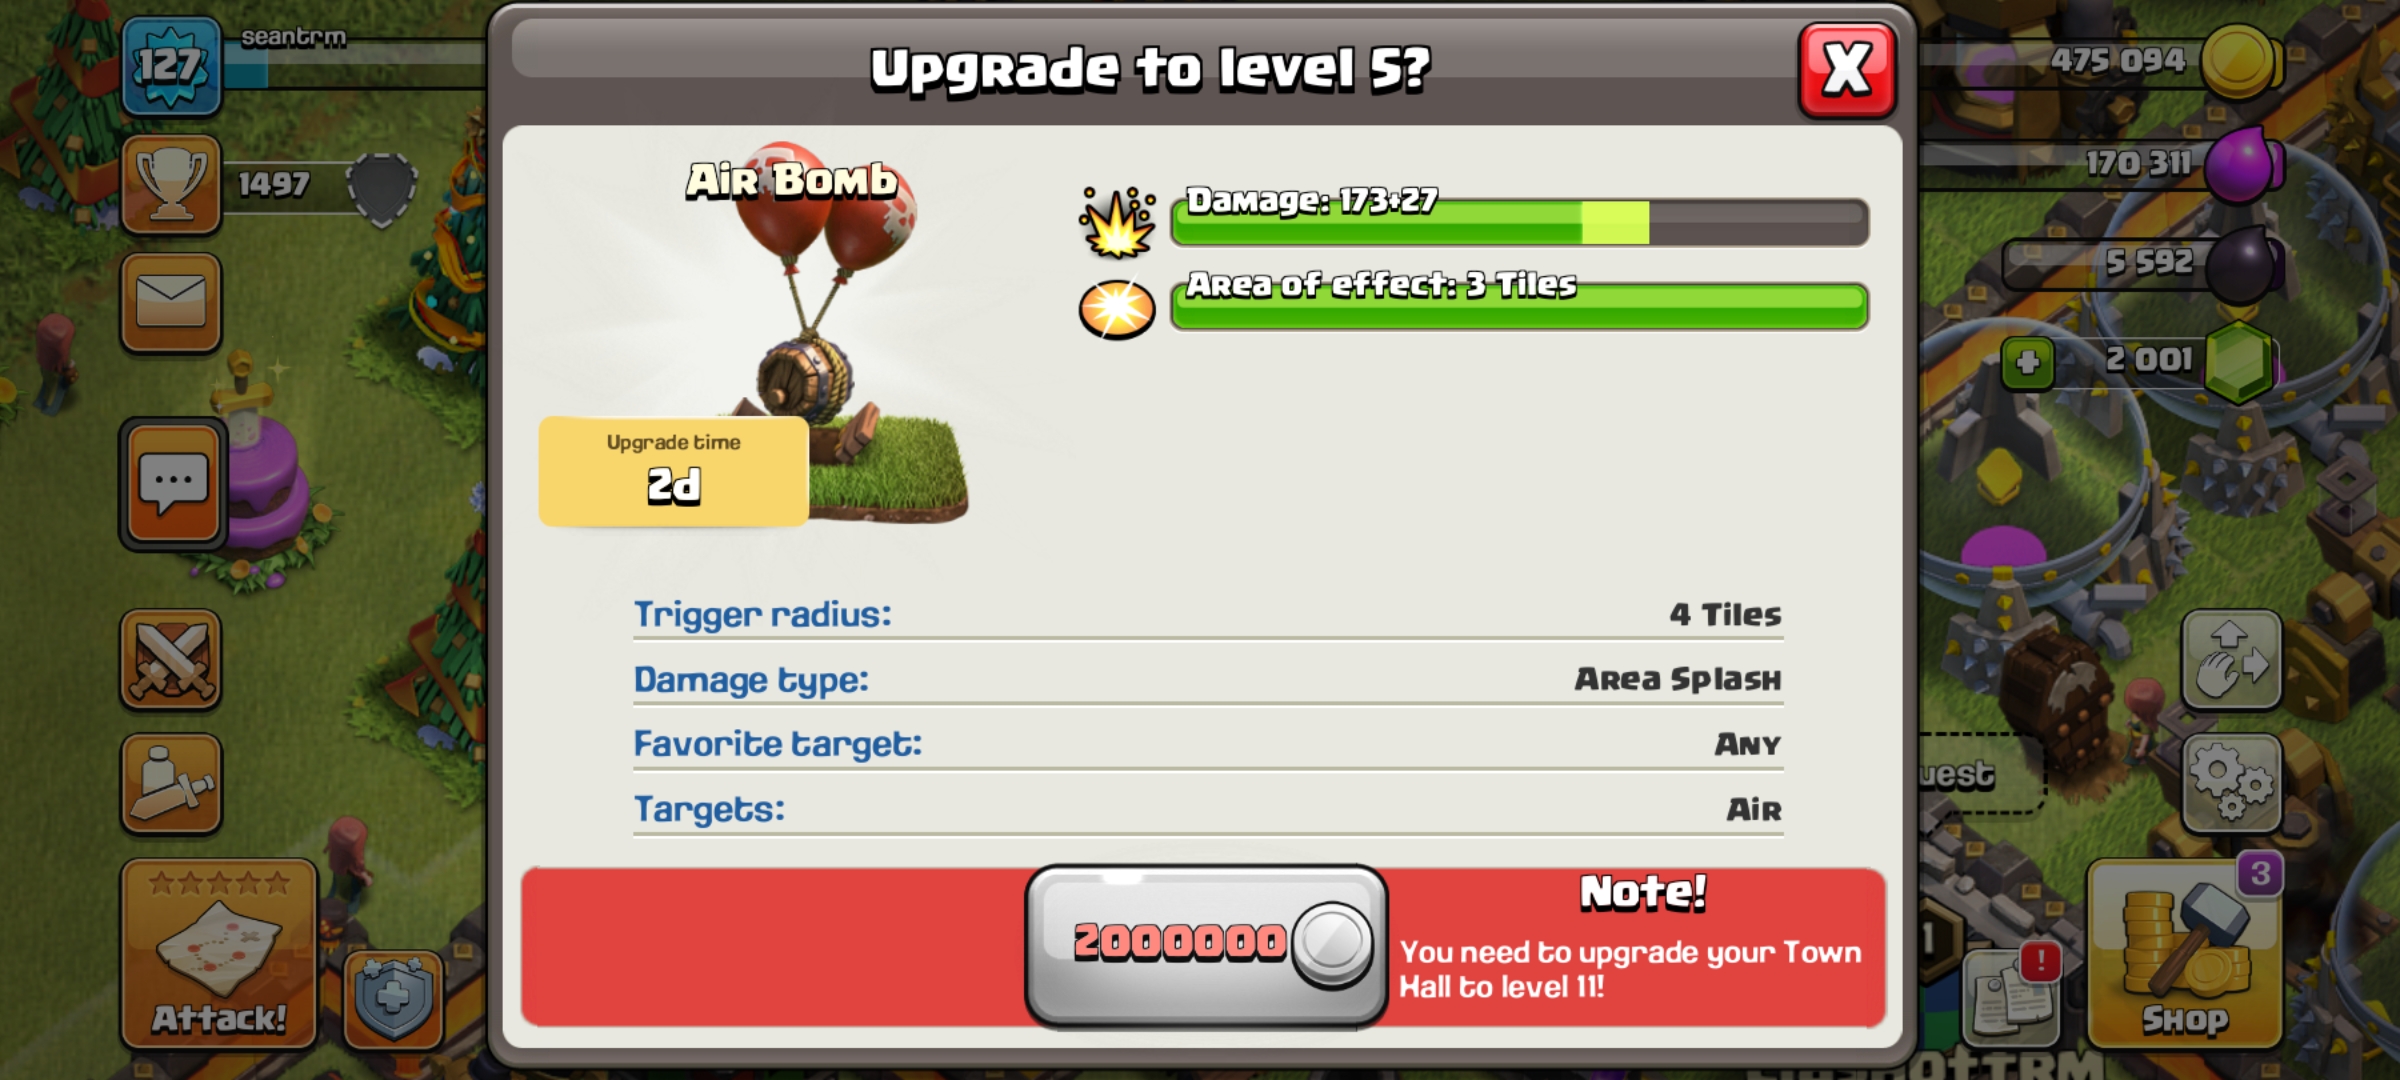 127
seantrm
1497
Attack!
Upgrade to level 5?
X
Air Bomb
Upgrade time
2d
Damage: 173+27
Area of effect: 3 Tiles
Trigger radius: 4 Tiles
Damage type: Area Splash
Favorite target: Any
Targets: Air
2000000
Note!
You need to upgrade your Town
Hall to level 11!
475 094
170 311
5 592
2 001
uest
1
!
3
Shop